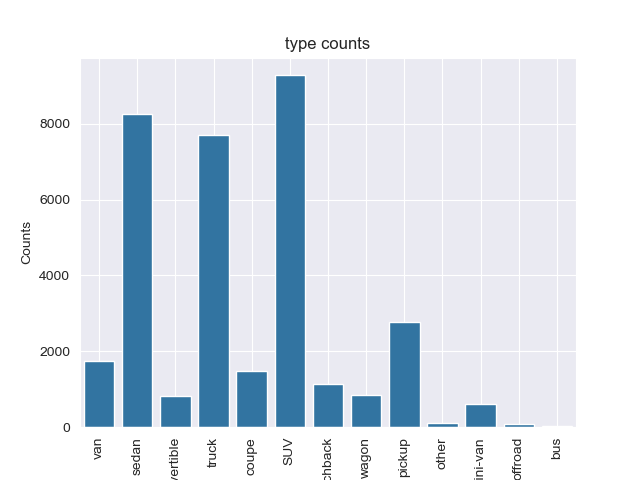 type counts
Counts
8000
6000
4000
2000
0
van
sedan
vertible
truck
coupe
SUV
chback
wagon
pickup
other
ini-van
offroad
bus